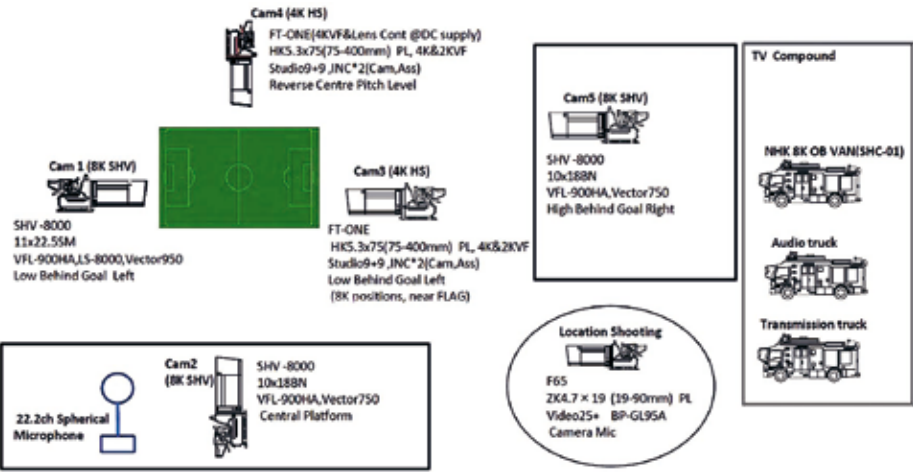 Cam4 (4K HS)
FT-ONE(4KVF&Lens Cont @DC supply)
HK5.3x75(75-400mm) PL, 4K&2KVF
Studio9+9 ,INC*2(Cam,Ass)
Reverse Centre Pitch Level
Cam 1 (8K SHV)
SHV -8000
11x22.5SM
VFL-900HA,LS-8000,Vector950
Low Behind Goal Left
Cam3 (4K HS)
FT-ONE
HK5.3x75(75-400mm) PL, 4K&2KVF
Studio9+9 ,INC*2(Cam,Ass)
Low Behind Goal Left
(8K positions, near FLAG)
Cam5 (8K SHV)
SHV -8000
10x18BN
VFL-900HA,Vector750
High Behind Goal Right
TV Compound
NHK 8K OB VAN(SHC-01)
Audio truck
Transmission truck
22.2ch Spherical
Microphone
Cam2
(8K SHV)
SHV -8000
10x18BN
VFL-900HA,Vector750
Central Platform
Location Shooting
F65
ZK4.7 × 19 (19-90mm) PL
Video25+ BP-GL95A
Camera Mic